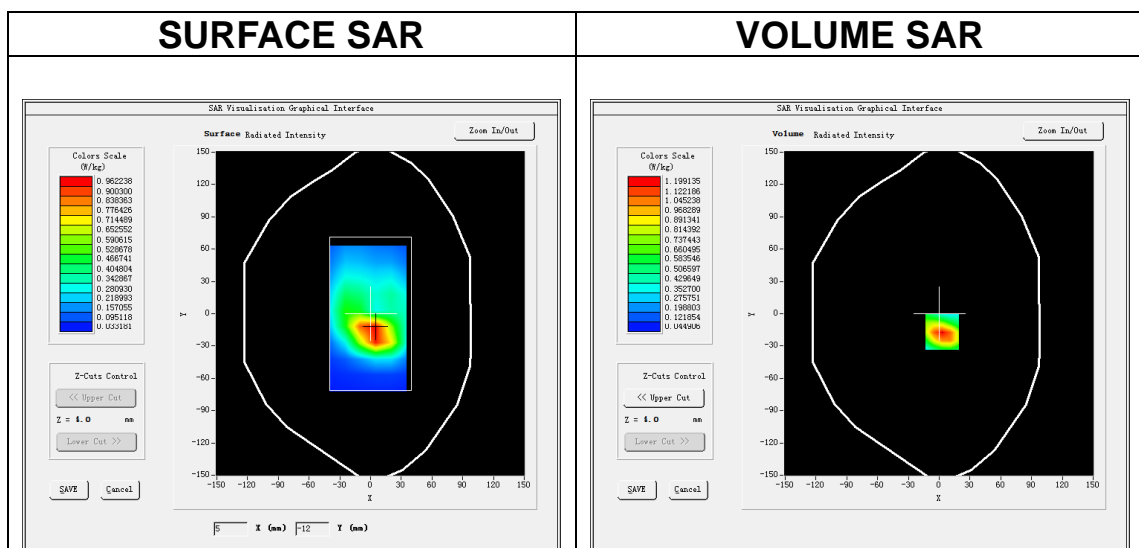 SURFACE SAR
VOLUME SAR
SAR Visualisation Graphical Interface
Surface Radiated Intensity
Zoom In/Out
Colors Scale
(W/kg)
0.962238
0.900300
0.838363
0.776426
0.714489
0.652552
0.590615
0.528678
0.466741
0.404804
0.342867
0.280930
0.218993
0.157055
0.095118
0.033181
Z-Cuts Control
<< Upper Cut
Z = 4.0 mm
Lower Cut >>
SAVE Cancel
150
120
90
60
30
0
-30
-60
-90
-120
-150
Y
-150 -120 -90 -60 -30 0 30 60 90 120 150
X
5 X (mm) -12 Y (mm)
SAR Visualisation Graphical Interface
Volume Radiated Intensity
Zoom In/Out
Colors Scale
(W/kg)
1.199135
1.122186
1.045238
0.968289
0.891341
0.814392
0.737443
0.660495
0.583546
0.506597
0.429649
0.352700
0.275751
0.198803
0.121854
0.044906
Z-Cuts Control
<< Upper Cut
Z = 4.0 mm
Lower Cut >>
SAVE Cancel
150
120
90
60
30
0
-30
-60
-90
-120
-150
Y
-150 -120 -90 -60 -30 0 30 60 90 120 150
X